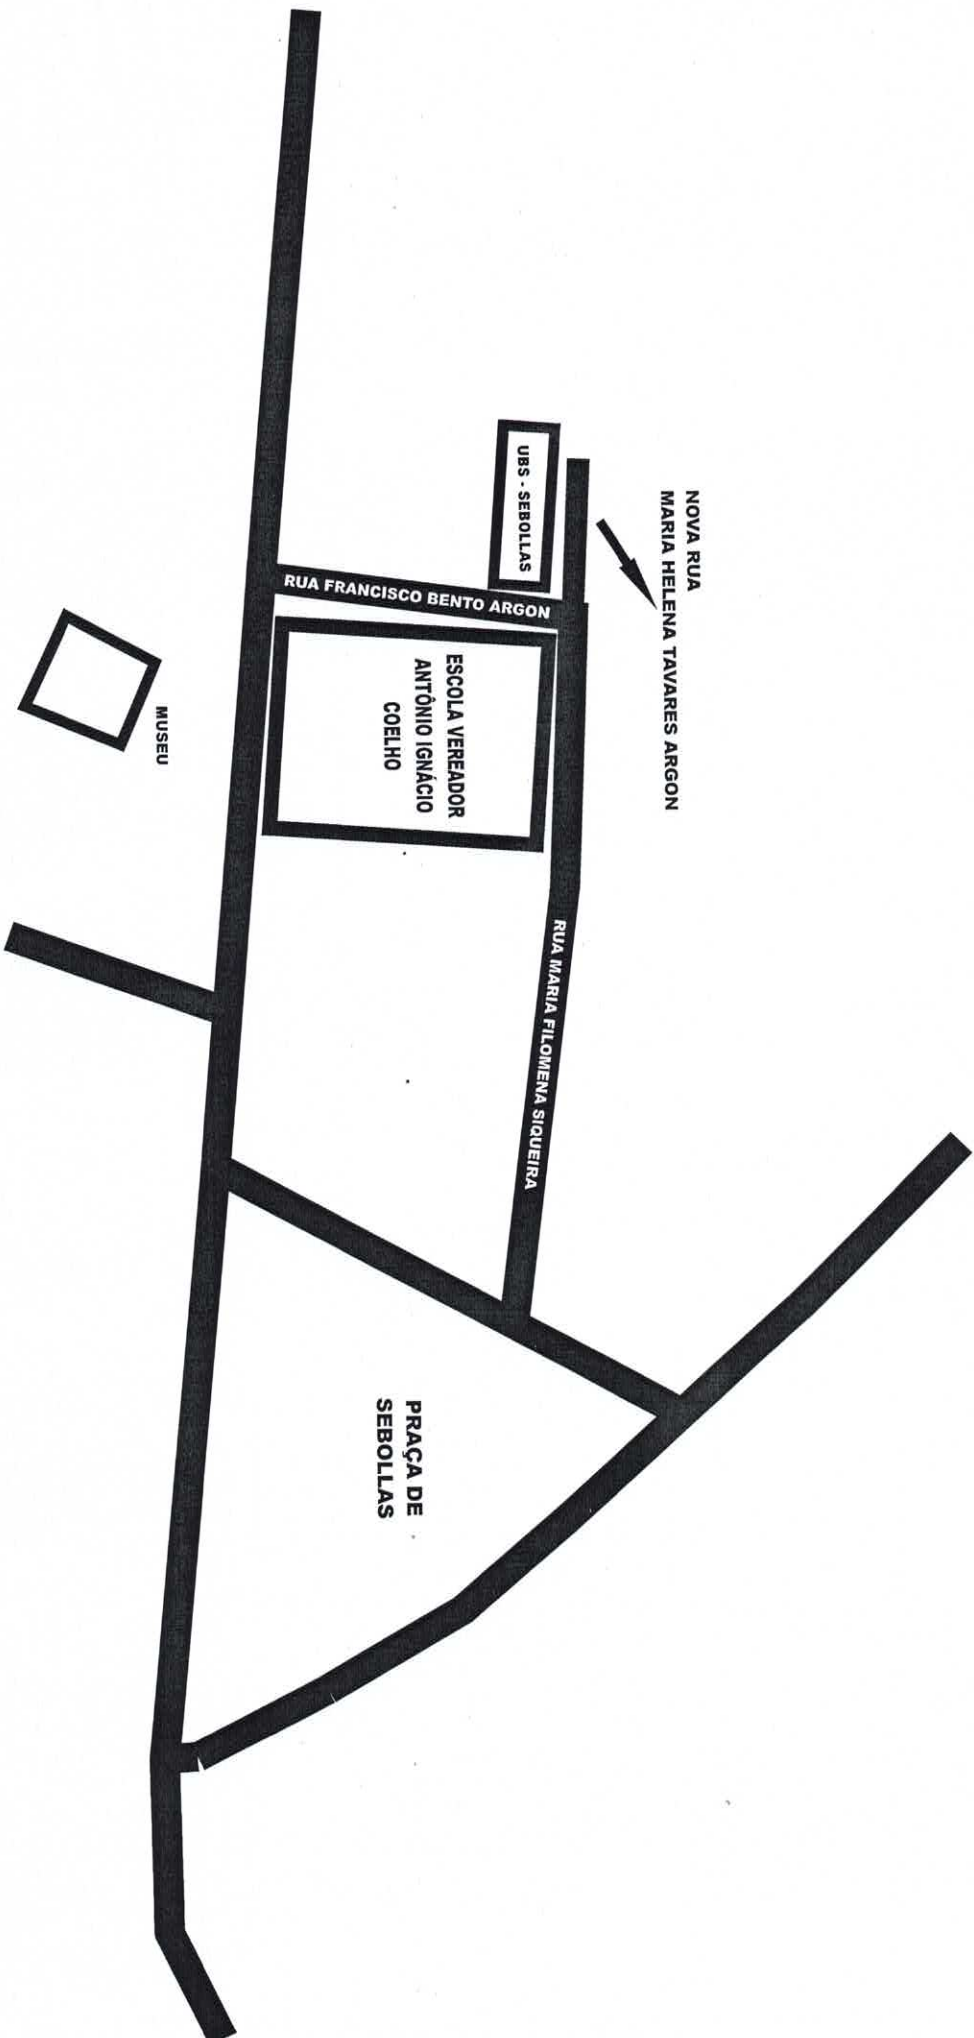 NOVA RUA
MARIA HELENA TAVARES ARGON
UBS - SEBOLLAS
RUA FRANCISCO BENTO ARGON
ESCOLA VEREADOR
ANTÔNIO IGNÁCIO
COELHO
MUSEU
RUA MARIA FILOMENA SIQUEIRA
PRAÇA DE
SEBOLLAS